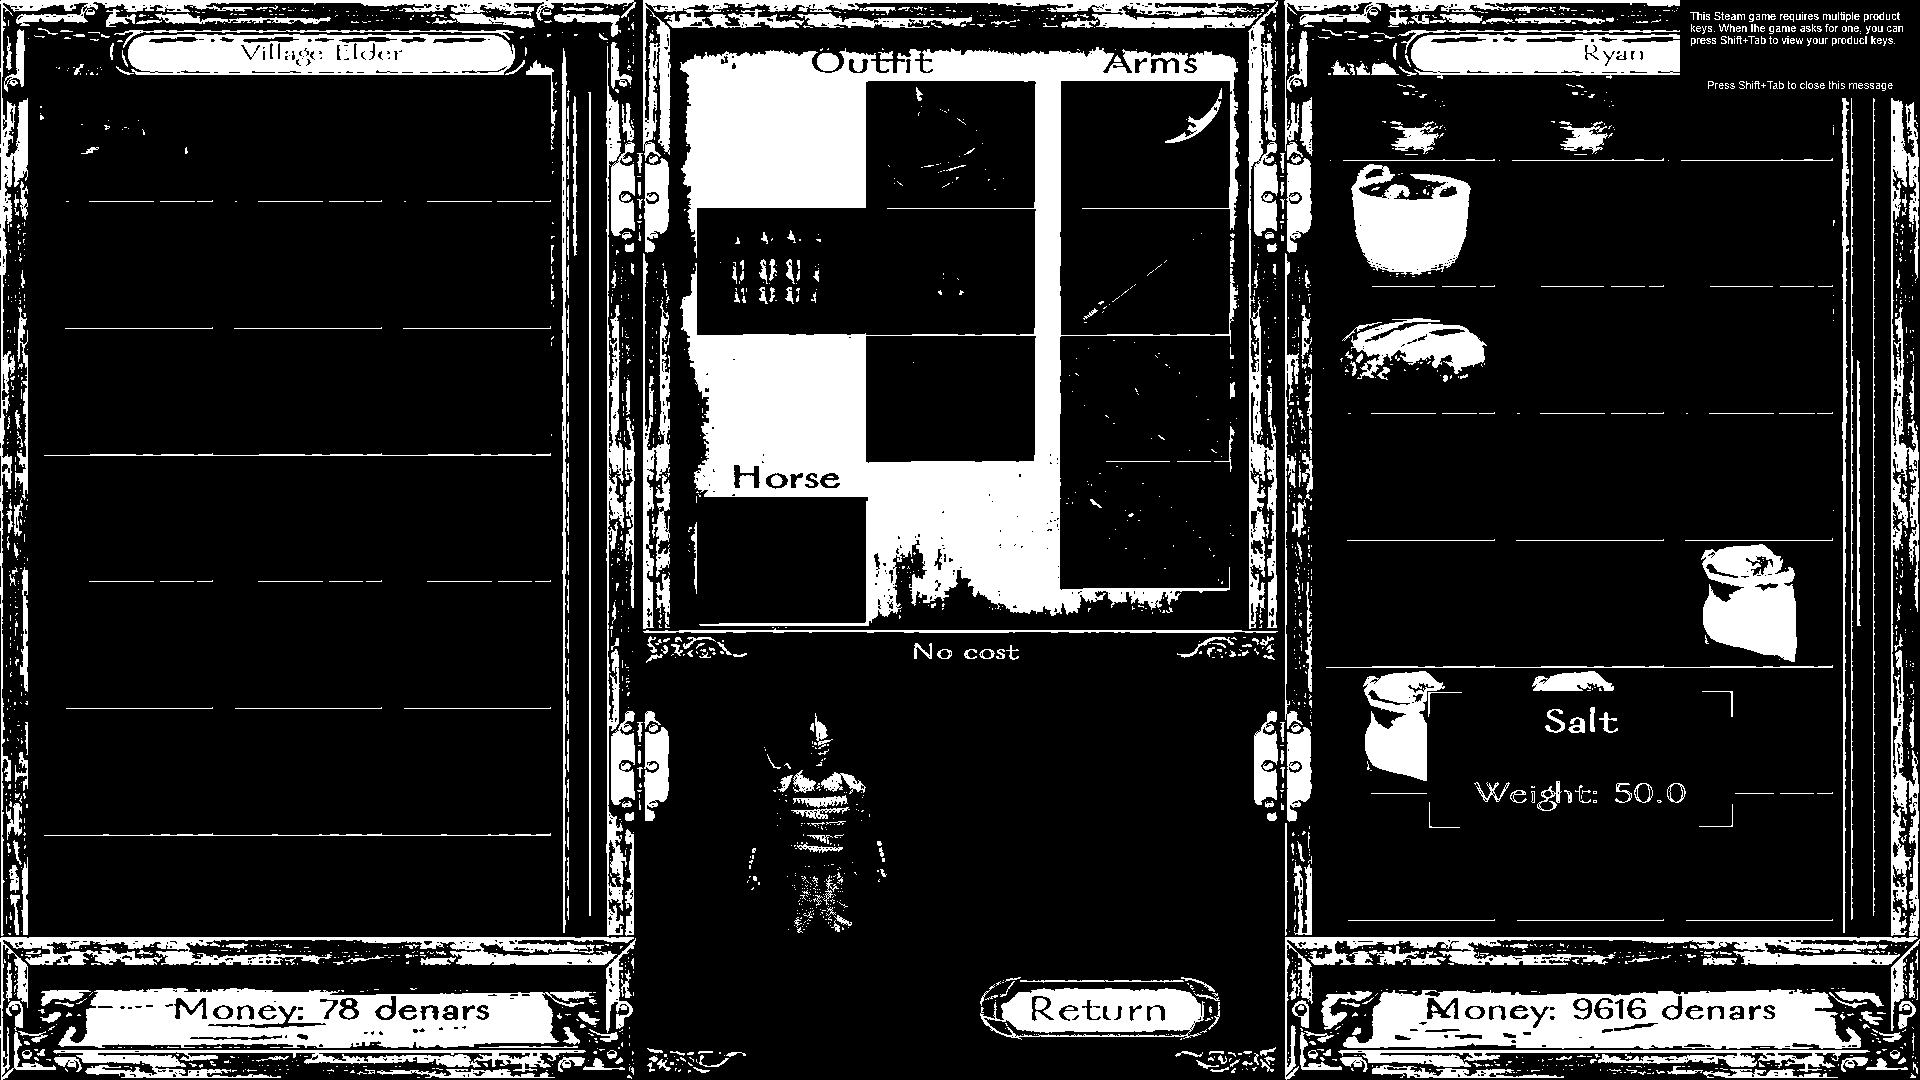 Village Elder
Outfit
Arms
Ryan
This Steam game requires multiple product
keys. When the game asks for one, you can
press Shift+Tab to view your product keys.
Press Shift+Tab to close this message
Horse
No cost
Salt
Weight: 50.0
Return
Money: 78 denars
Money: 9616 denars